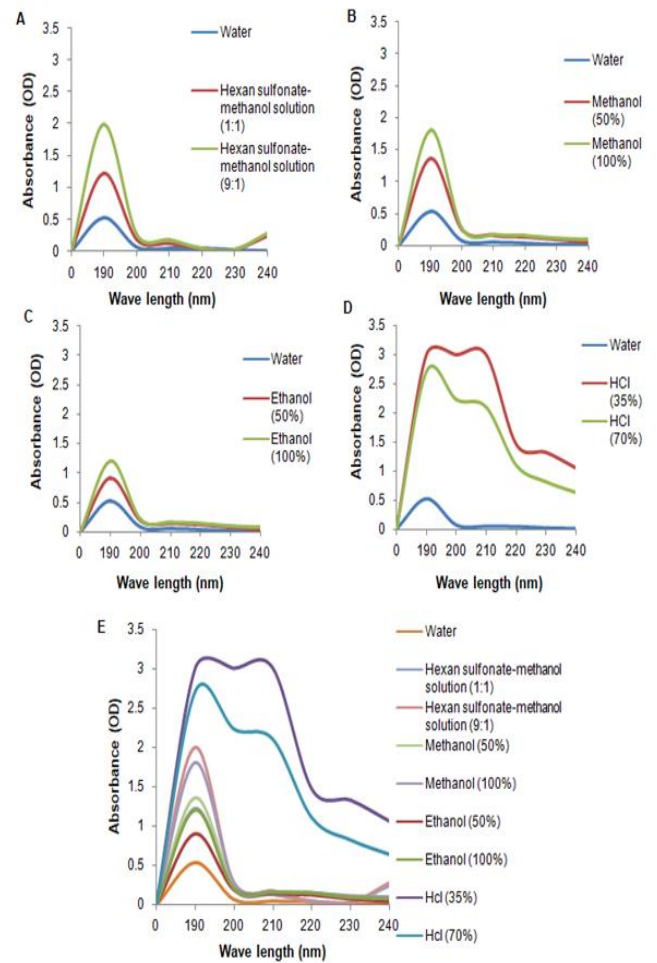 A
3.5
3
2.5
2
1.5
1
0.5
0
Absorbance (OD)
0 190 200 210 220 230 240
Wave length (nm)
Water
Hexan sulfonate-
methanol solution
(1:1)
Hexan sulfonate-
methanol solution
(9:1)
B
3.5
3
2.5
2
1.5
1
0.5
0
Absorbance (OD)
0 190 200 210 220 230 240
Wave length (nm)
Water
Methanol
(50%)
Methanol
(100%)
C
3.5
3
2.5
2
1.5
1
0.5
0
Absorbance (OD)
0 190 200 210 220 230 240
Wave length (nm)
Water
Ethanol
(50%)
Ethanol
(100%)
D
3.5
3
2.5
2
1.5
1
0.5
0
Absorbance (OD)
0 190 200 210 220 230 240
Wave length (nm)
Water
HCl
(35%)
HCl
(70%)
E
3.5
3
2.5
2
1.5
1
0.5
0
Absorbance (OD)
0 190 200 210 220 230 240
Wave length (nm)
Water
Hexan sulfonate-methanol
solution (1:1)
Hexan sulfonate-methanol
solution (9:1)
Methanol (50%)
Methanol (100%)
Ethanol (50%)
Ethanol (100%)
Hcl (35%)
Hcl (70%)